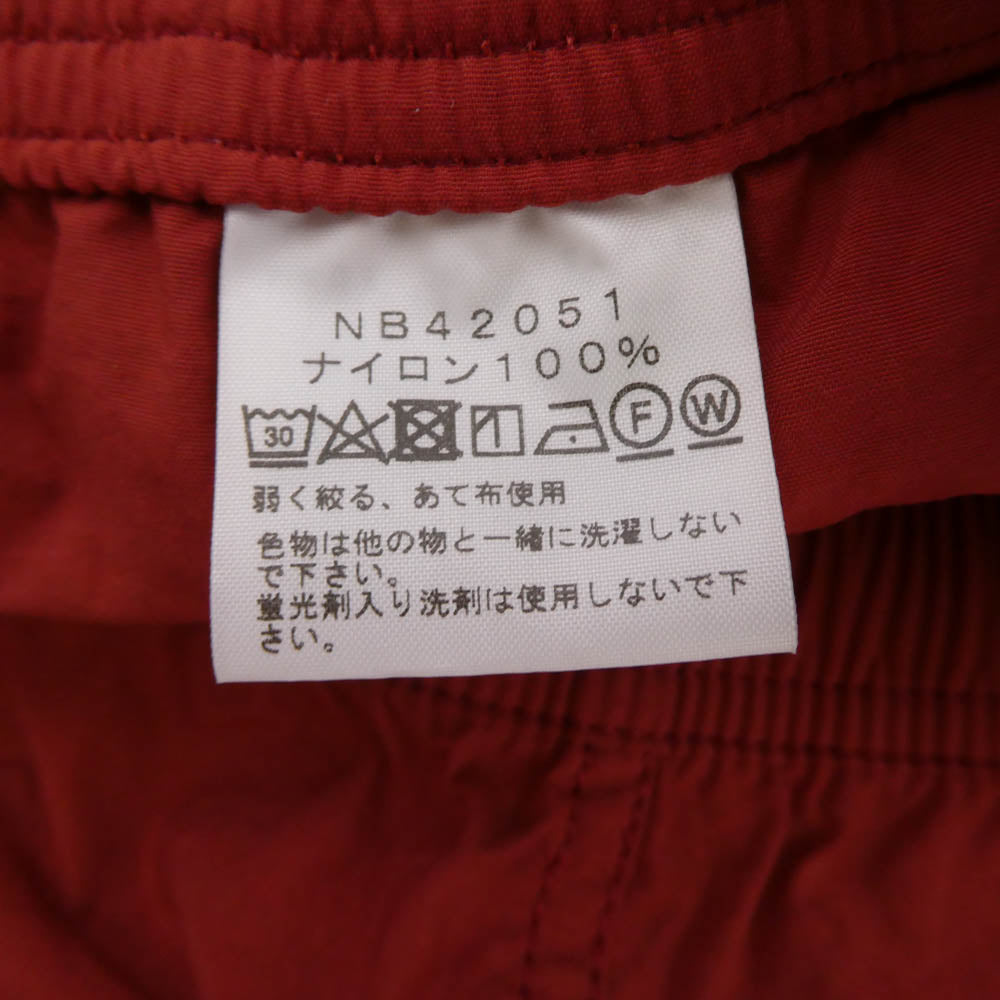 NB42051
ナイロン100%
30 F W
弱く絞る、あて布使用
色物は他の物と一緒に洗濯しない
で下さい。
蛍光剤入り洗剤は使用しないで下
さい。